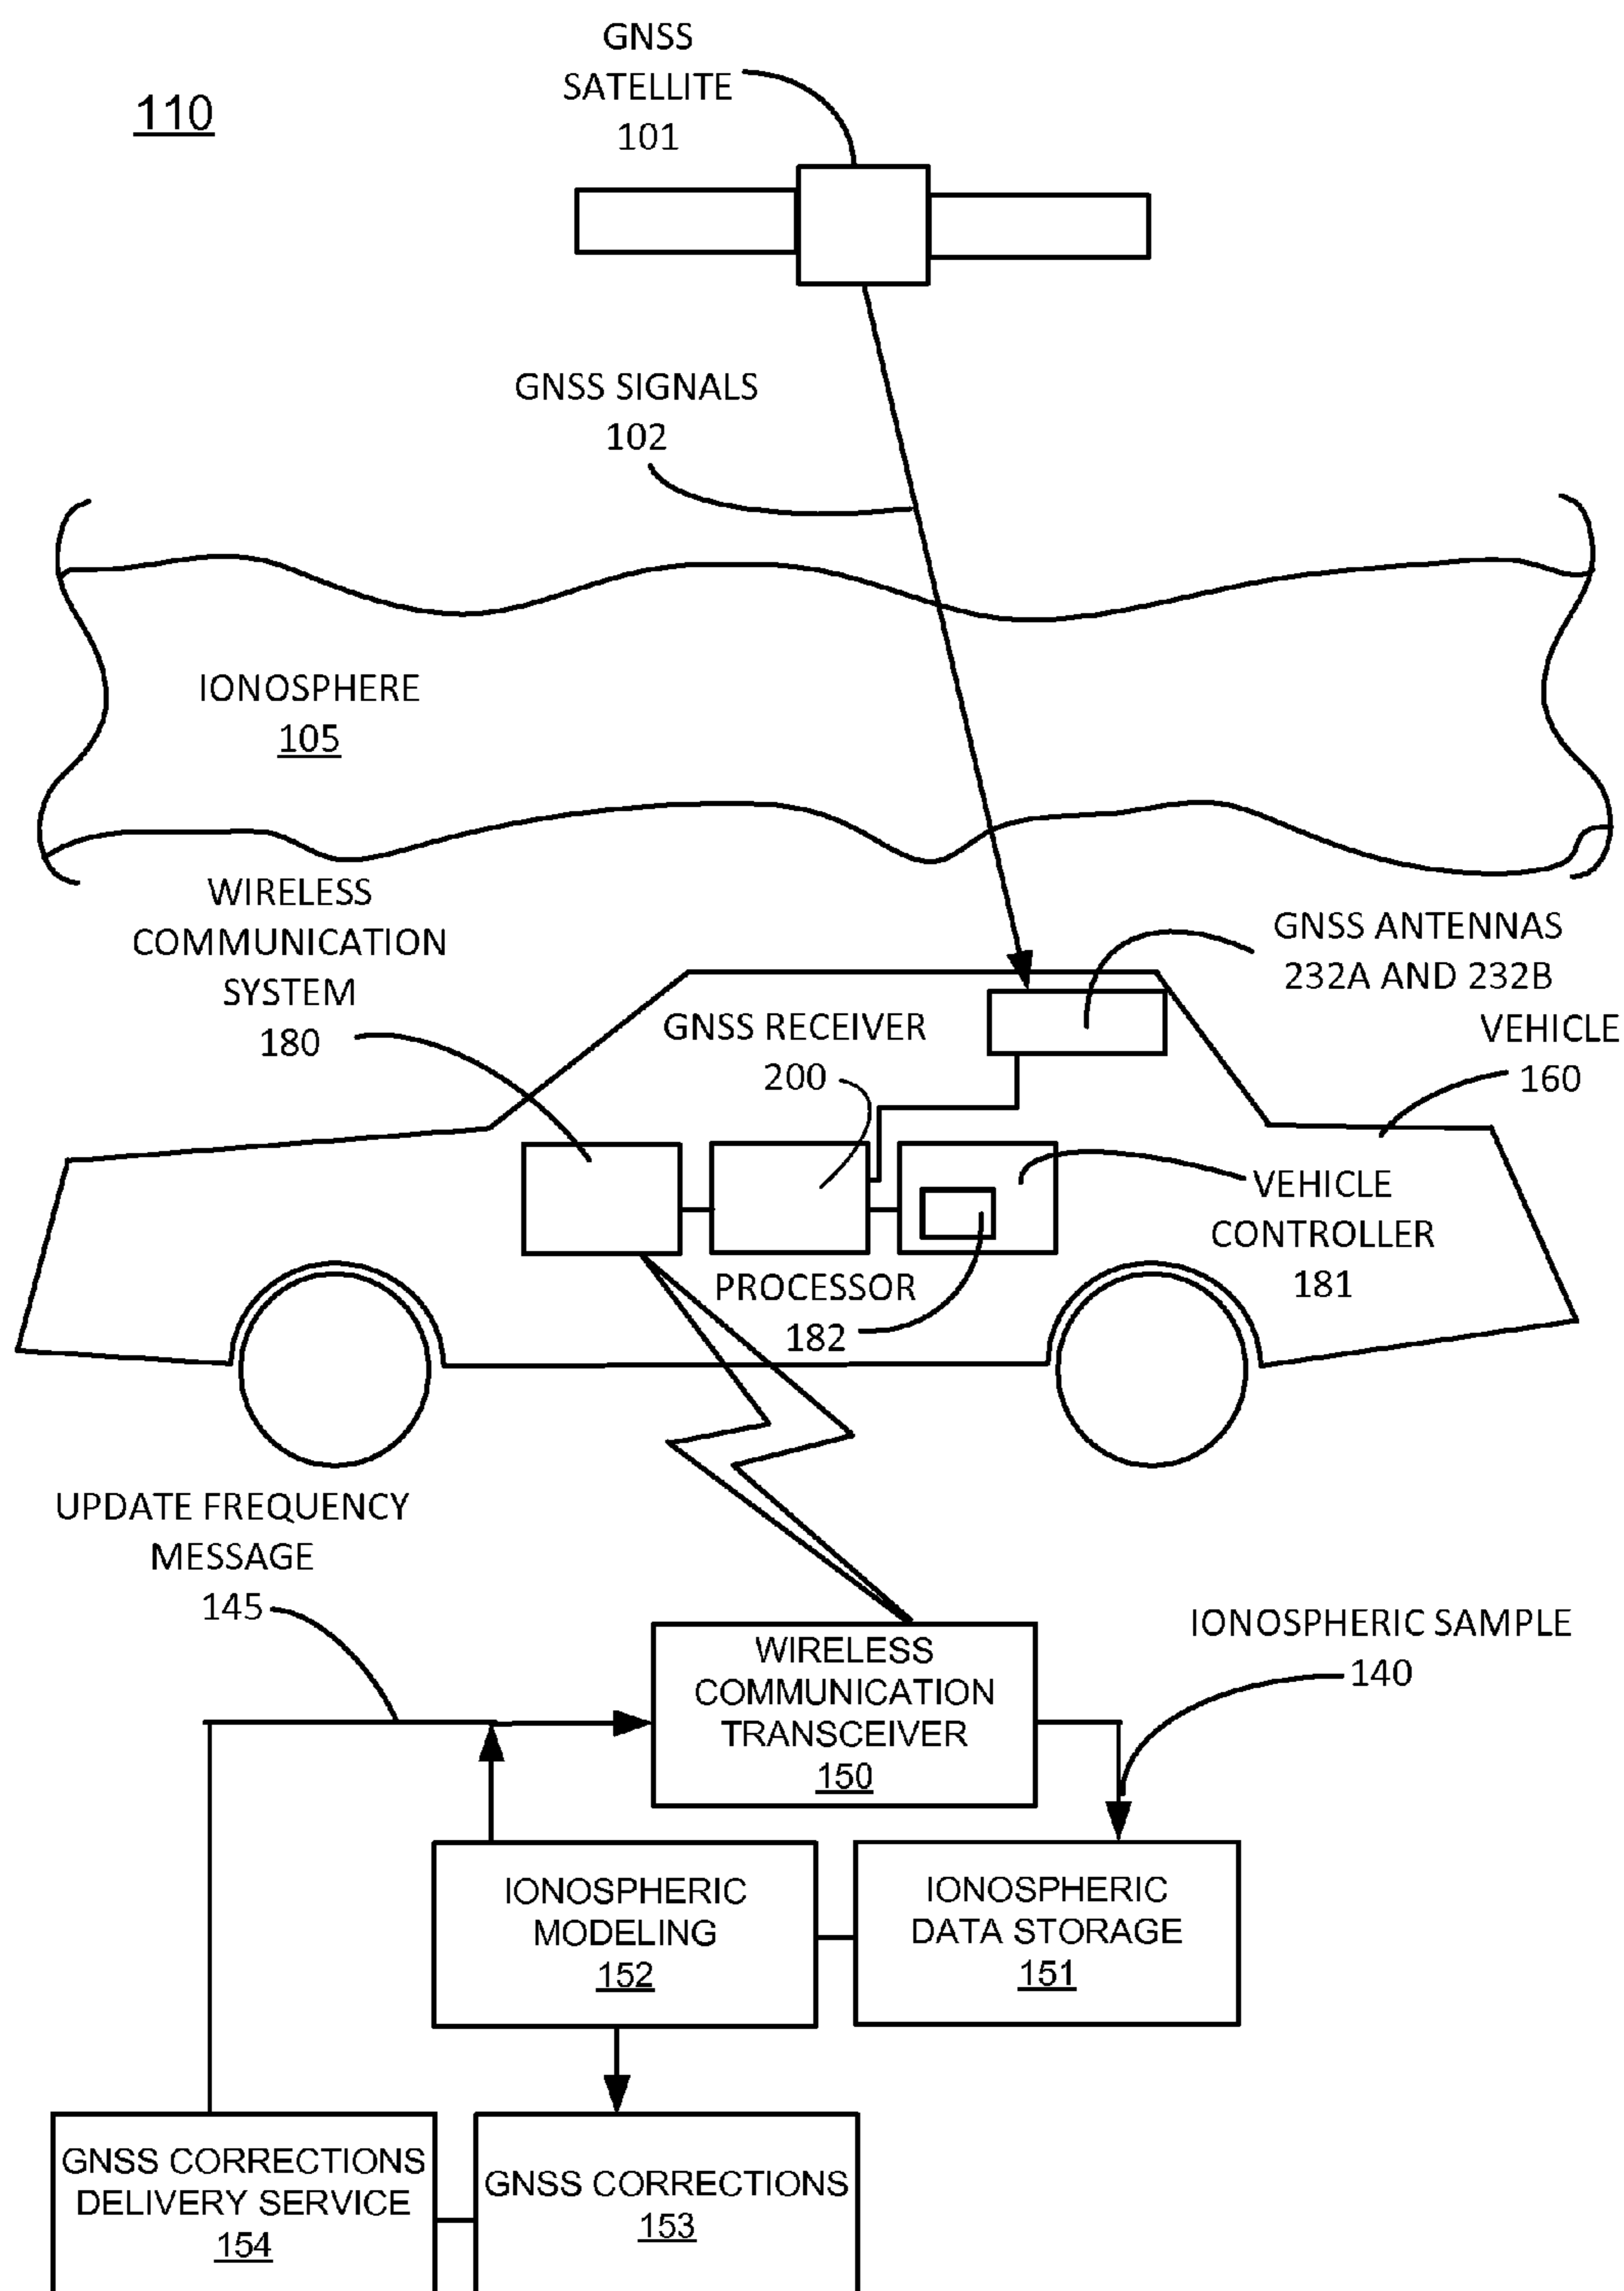 GNSS
SATELLITE
101
110
GNSS SIGNALS
102
IONOSPHERE
105
WIRELESS
COMMUNICATION
SYSTEM
180
GNSS ANTENNAS
232A AND 232B
GNSS RECEIVER
200
VEHICLE
160
VEHICLE
CONTROLLER
181
PROCESSOR
182
UPDATE FREQUENCY
MESSAGE
145
WIRELESS
COMMUNICATION
TRANSCEIVER
150
IONOSPHERIC SAMPLE
140
IONOSPHERIC
MODELING
152
IONOSPHERIC
DATA STORAGE
151
GNSS CORRECTIONS
DELIVERY SERVICE
154
GNSS CORRECTIONS
153